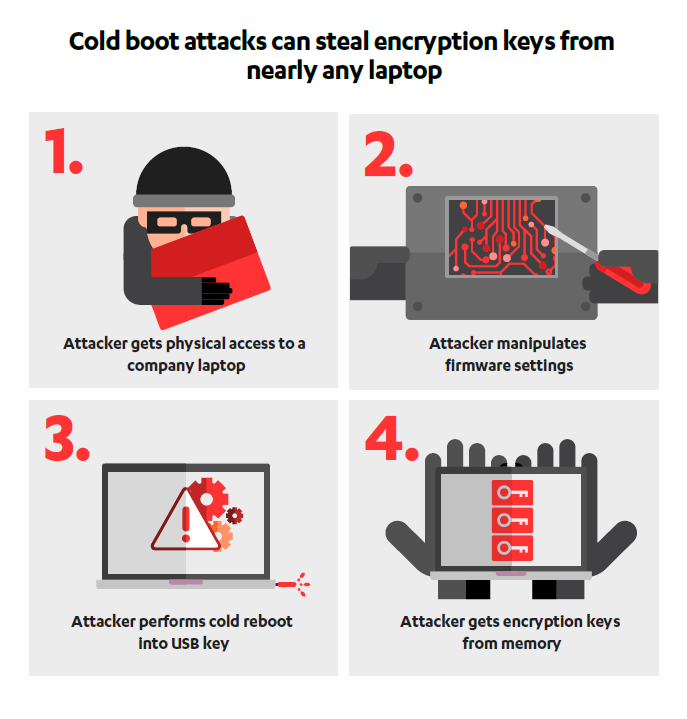 Cold boot attacks can steal encryption keys from
nearly any laptop
1.
Attacker gets physical access to a
company laptop
2.
Attacker manipulates
firmware settings
3.
Attacker performs cold reboot
into USB key
4.
Attacker gets encryption keys
from memory